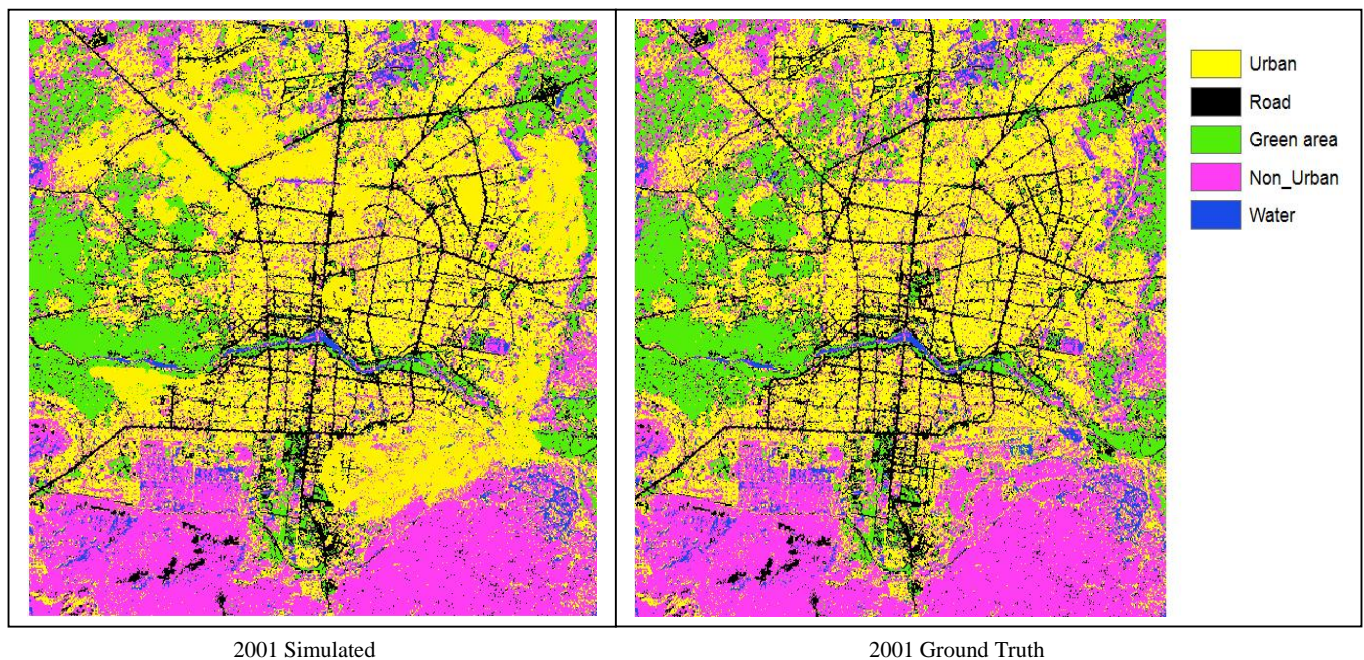 Urban
Road
Green area
Non_Urban
Water
2001 Simulated
2001 Ground Truth